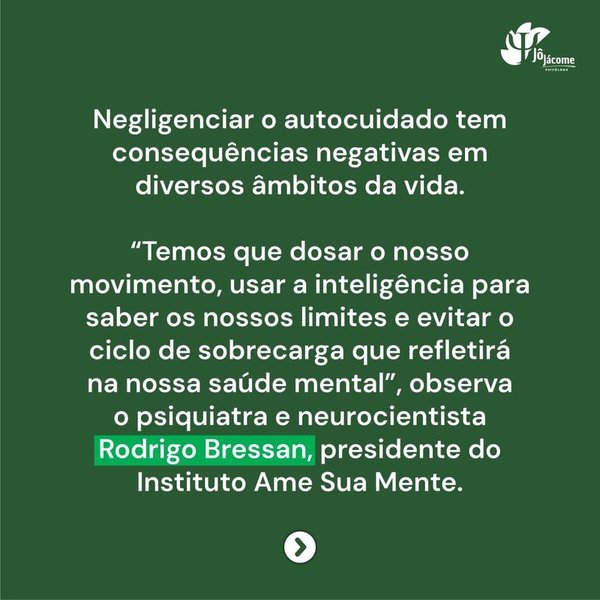 Jô Jácome
PSICÓLOGA
Negligenciar o autocuidado tem
consequências negativas em
diversos âmbitos da vida.
“Temos que dosar o nosso
movimento, usar a inteligência para
saber os nossos limites e evitar o
ciclo de sobrecarga que refletirá
na nossa saúde mental”, observa
o psiquiatra e neurocientista
Rodrigo Bressan, presidente do
Instituto Ame Sua Mente.